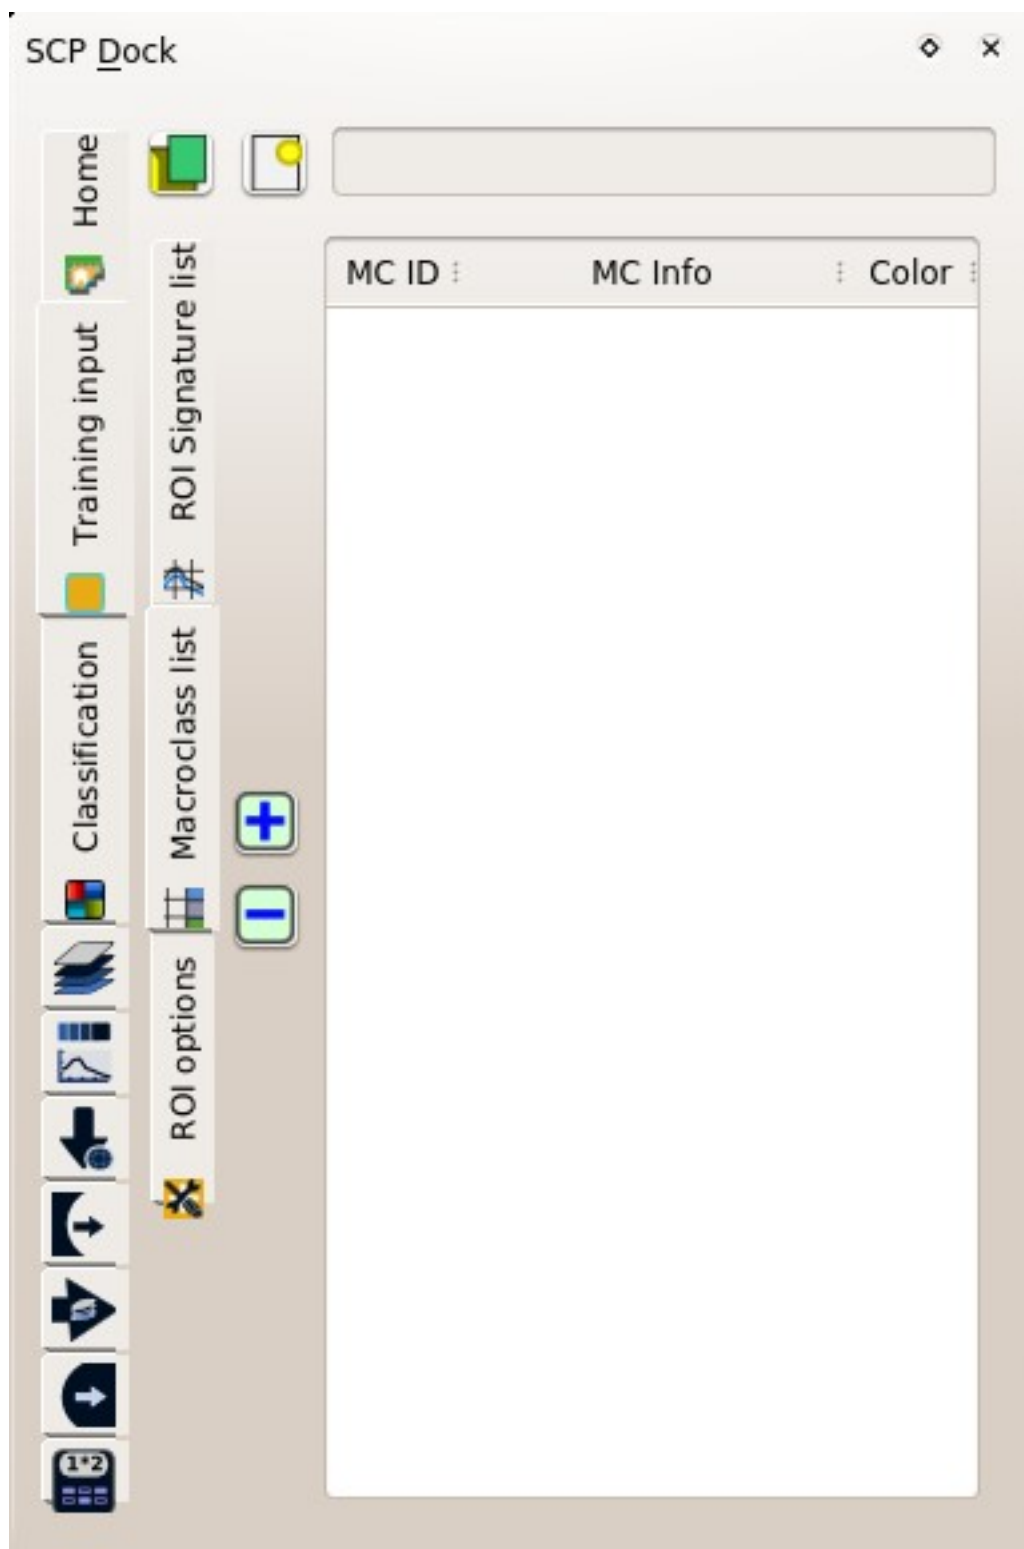 SCP Dock
Home
Training input
Classification
1*2
ROI Signature list
Macroclass list
ROI options
MC ID
MC Info
Color